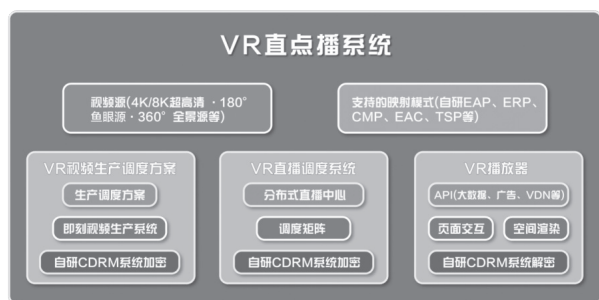 VR直点播系统
视频源(4K/8K超高清·180°
鱼眼源·360°全景源等)
支持的映射模式(自研EAP、ERP、
CMP、EAC、TSP等)
VR视频生产调度方案
生产调度方案
即刻视频生产系统
自研CDRM系统加密
VR直播调度系统
分布式直播中心
调度矩阵
自研CDRM系统加密
VR播放器
API(大数据、广告、VDN等)
页面交互 空间渲染
自研CDRM系统解密